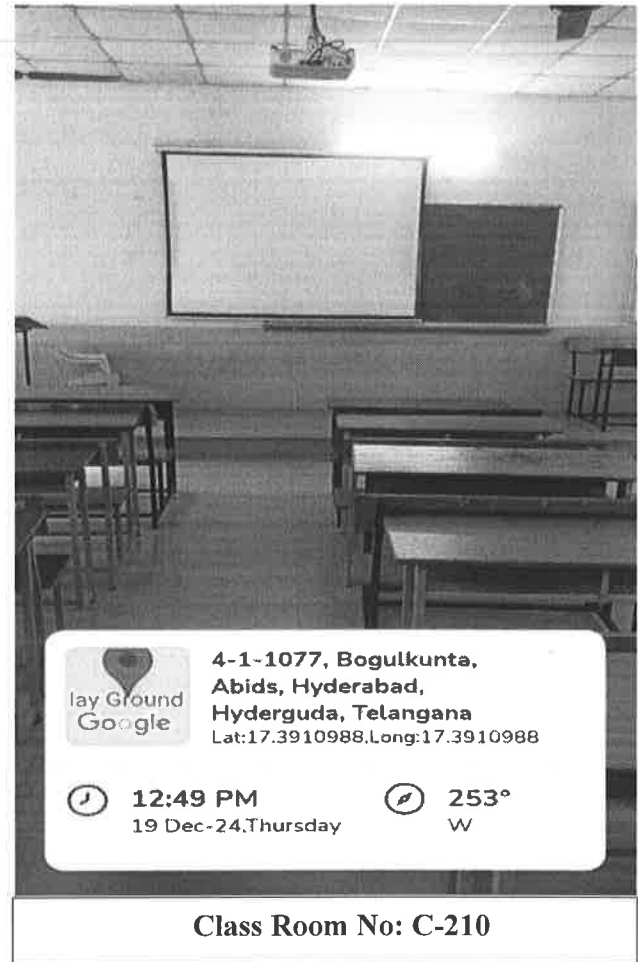 lay Ground
Google
4-1-1077, Bogulkunta,
Abids, Hyderabad,
Hyderguda, Telangana
Lat:17.3910988,Long:17.3910988
12:49 PM
19 Dec-24,Thursday
253°
W
Class Room No: C-210